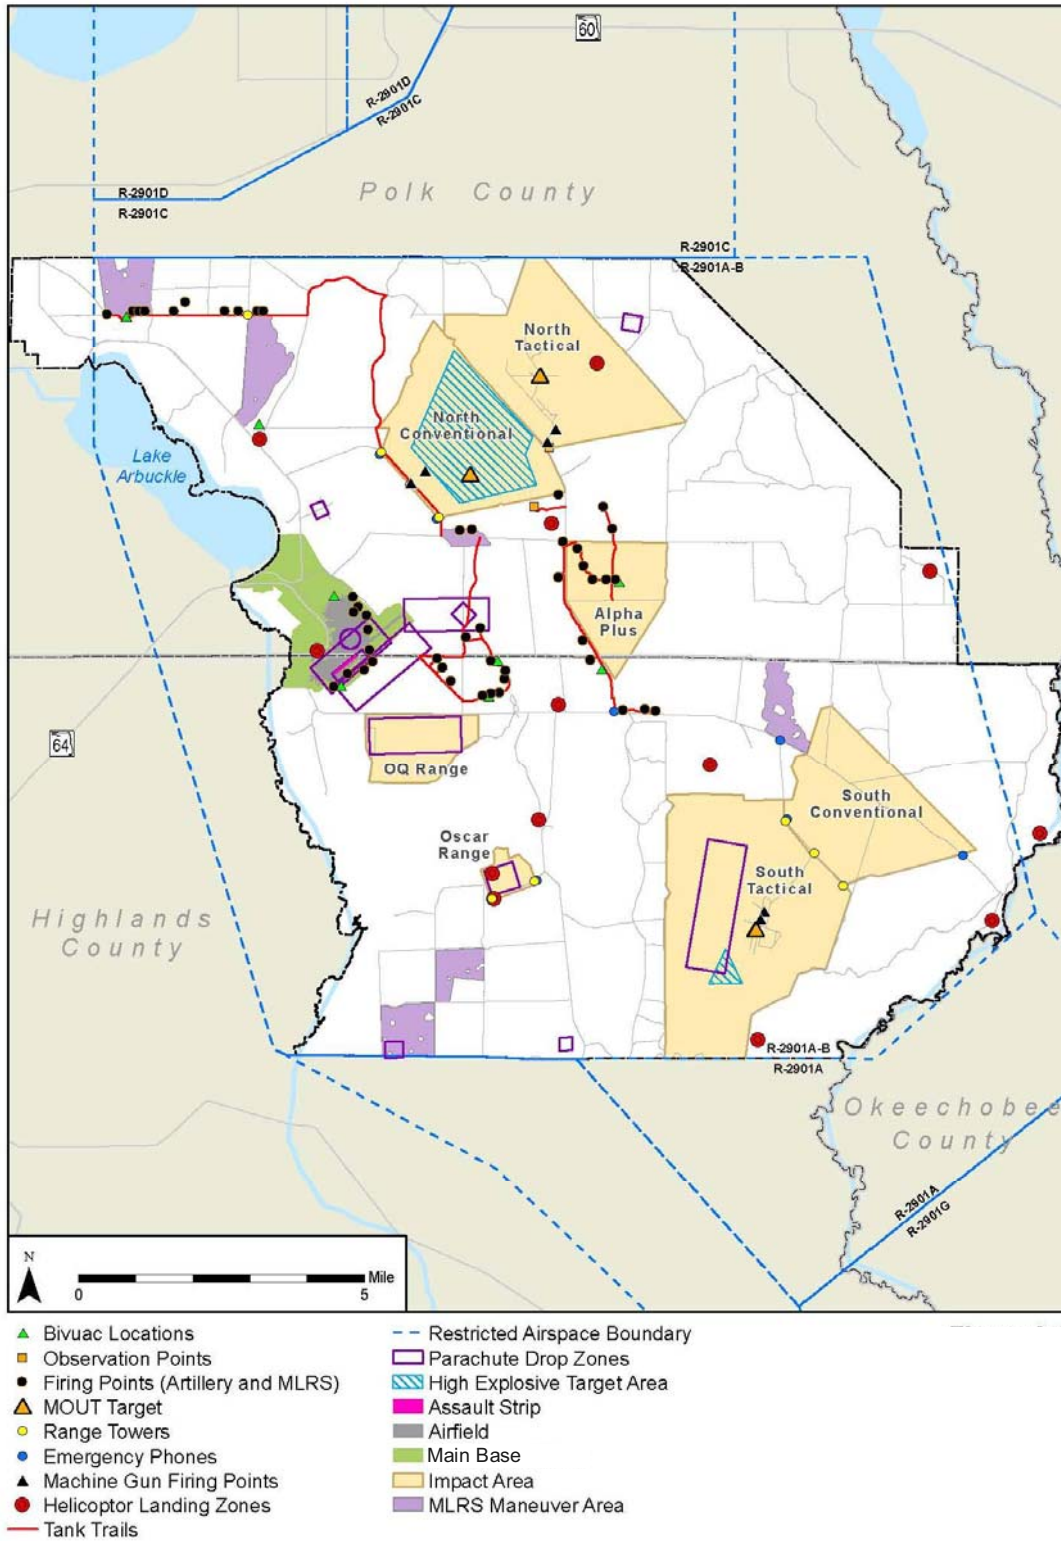 60
R-2901D
R-2901C
R-2901D
R-2901C
Polk County
R-2901C
R-2901A-B
North
Tactical
North
Conventional
Lake
Arbuckle
Alpha
Plus
64
OQ Range
South
Conventional
Oscar
Range
South
Tactical
Highlands
County
R-2901A-B
R-2901A
Okeechobee
County
R-2901A
R-2901G
N
Mile
0 5
Bivuac Locations
Observation Points
Firing Points (Artillery and MLRS)
MOUT Target
Range Towers
Emergency Phones
Machine Gun Firing Points
Helicoptor Landing Zones
Tank Trails
Restricted Airspace Boundary
Parachute Drop Zones
High Explosive Target Area
Assault Strip
Airfield
Main Base
Impact Area
MLRS Maneuver Area